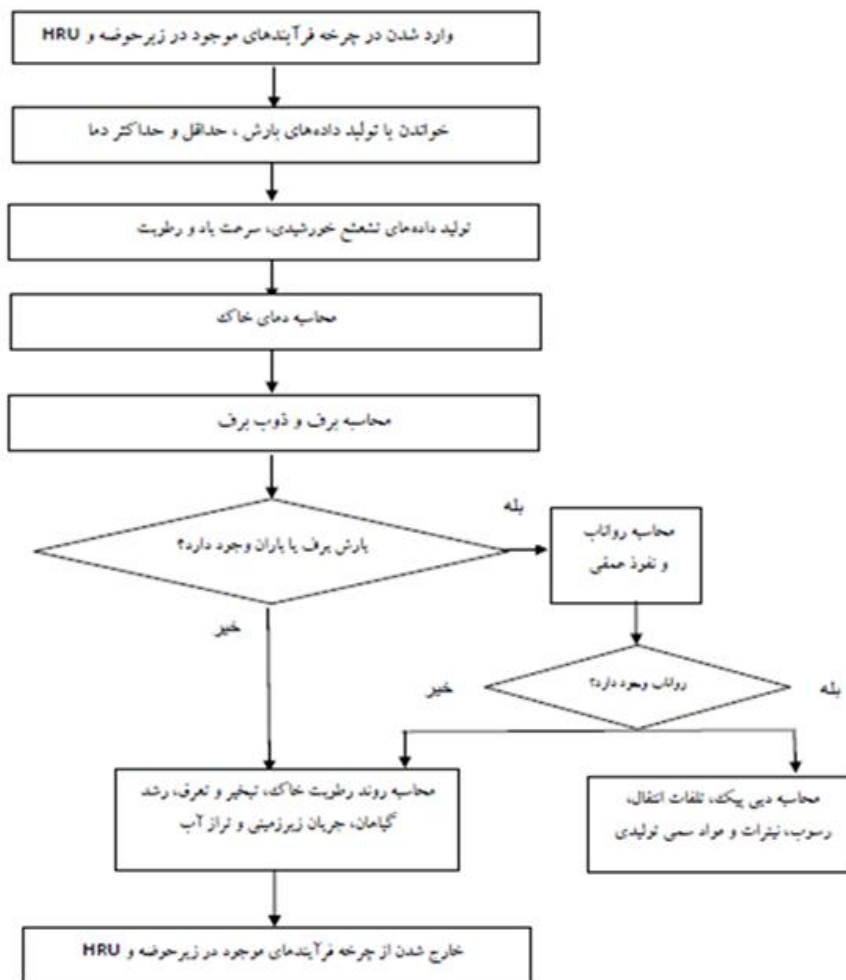 وارد شدن در چرخه فرآیندهای موجود در زیرحوضه و HRU
خواندن یا تولید داده‌های بارش ، حداقل و حداکثر دما
تولید داده‌های تشعشع خورشیدی، سرعت باد و رطوبت
محاسبه دمای خاک
محاسبه برف و ذوب برف
بارش برف یا باران وجود دارد؟
بله
محاسبه رواناب
و نفوذ عمقی
خیر
رواناب وجود دارد؟
خیر
بله
محاسبه روند رطوبت خاک، تبخیر و تعرق، رشد
گیاهان، جریان زیرزمینی و تراز آب
محاسبه دبی پیک، تلفات انتقال،
رسوب، نیترات و مواد سمی تولیدی
خارج شدن از چرخه فرآیندهای موجود در زیرحوضه و HRU